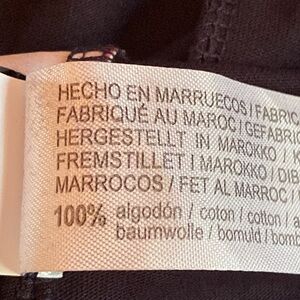 HECHO EN MARRUECOS / FABRIC
FABRIQUÉ AU MAROC / GEFABRI
HERGESTELLT IN MAROKKO /
FREMSTILLET I MAROKKO / DIB
MARROCOS / FET AL MARROC /
100% algodón / coton / cotton / a
baumwolle / bomuld / bom